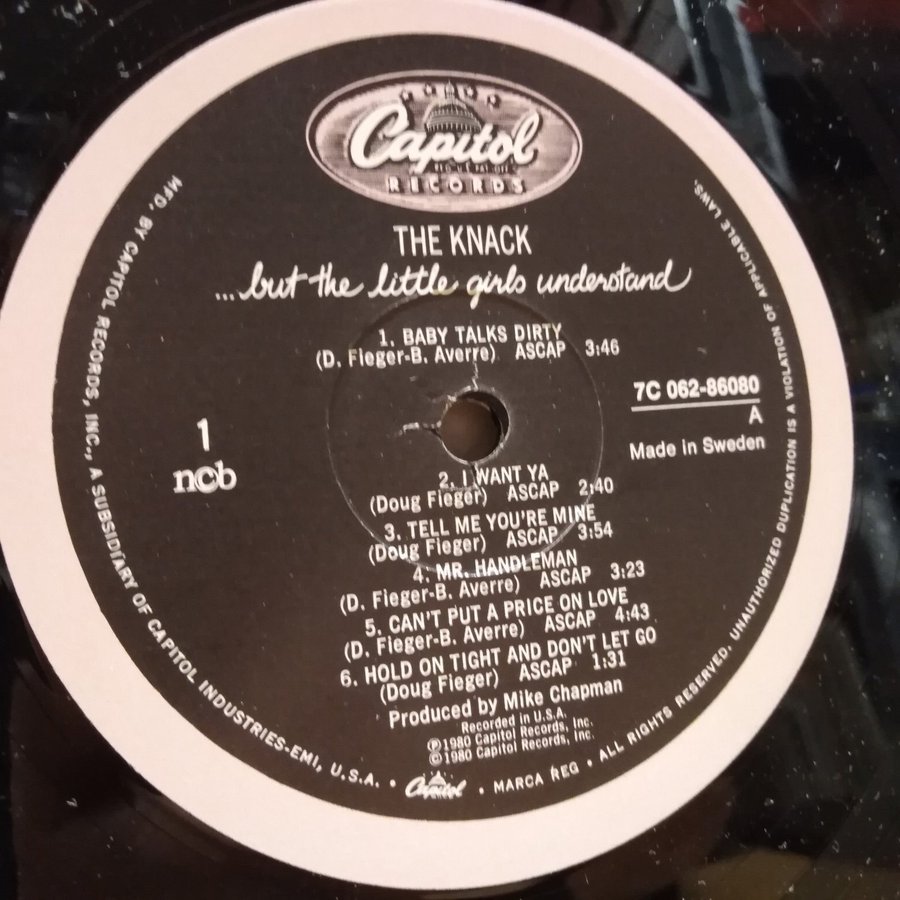 Capitol
REG. U.S. PAT. OFF.
RECORDS
THE KNACK
...but the little girls understand
1. BABY TALKS DIRTY
(D. Fieger-B. Averre) ASCAP 3:46
7C 062-86080
A
Made in Sweden
1
ncb
2. I WANT YA
(Doug Fieger) ASCAP 2:40
3. TELL ME YOU'RE MINE
(Doug Fieger) ASCAP 3:54
4. MR. HANDLEMAN
(D. Fieger-B. Averre) ASCAP 3:23
5. CAN'T PUT A PRICE ON LOVE
(D. Fieger-B. Averre) ASCAP 4:43
6. HOLD ON TIGHT AND DON'T LET GO
(Doug Fieger) ASCAP 1:31
Produced by Mike Chapman
Recorded in U.S.A.
℗1980 Capitol Records, Inc.
©1980 Capitol Records, Inc.
MFD. BY CAPITOL RECORDS, INC., A SUBSIDIARY OF CAPITOL INDUSTRIES-EMI, U.S.A. • Capitol • MARCA REG • ALL RIGHTS RESERVED. UNAUTHORIZED DUPLICATION IS A VIOLATION OF APPLICABLE LAWS.